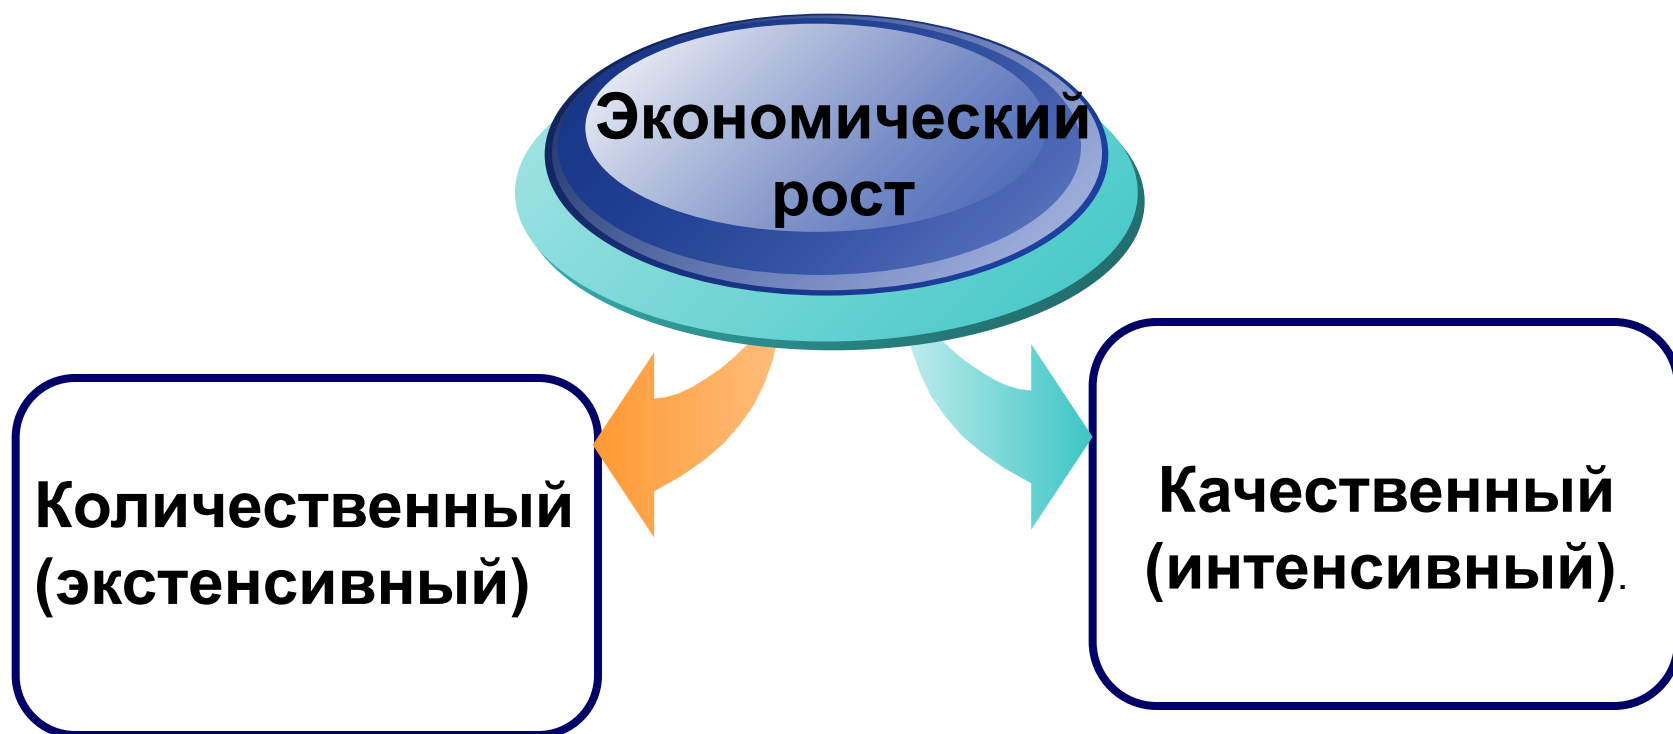 Экономический
рост
Количественный
(экстенсивный)
Качественный
(интенсивный).